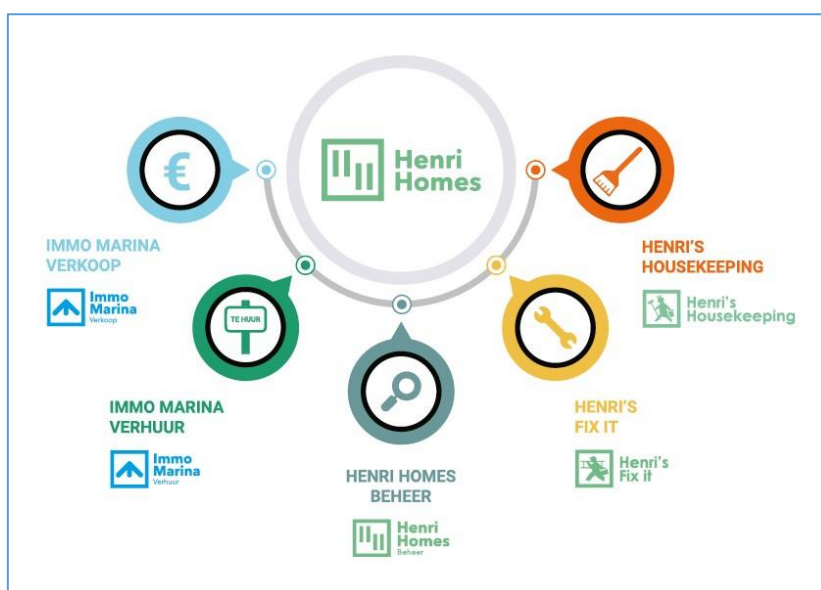 Henri
Homes
€
IMMO MARINA
VERKOOP
Immo
Marina
Verkoop
TE HUUR
IMMO MARINA
VERHUUR
Immo
Marina
Verhuur
HENRI HOMES
BEHEER
Henri
Homes
Beheer
HENRI'S
FIX IT
Henri's
Fix it
HENRI'S
HOUSEKEEPING
Henri's
Housekeeping